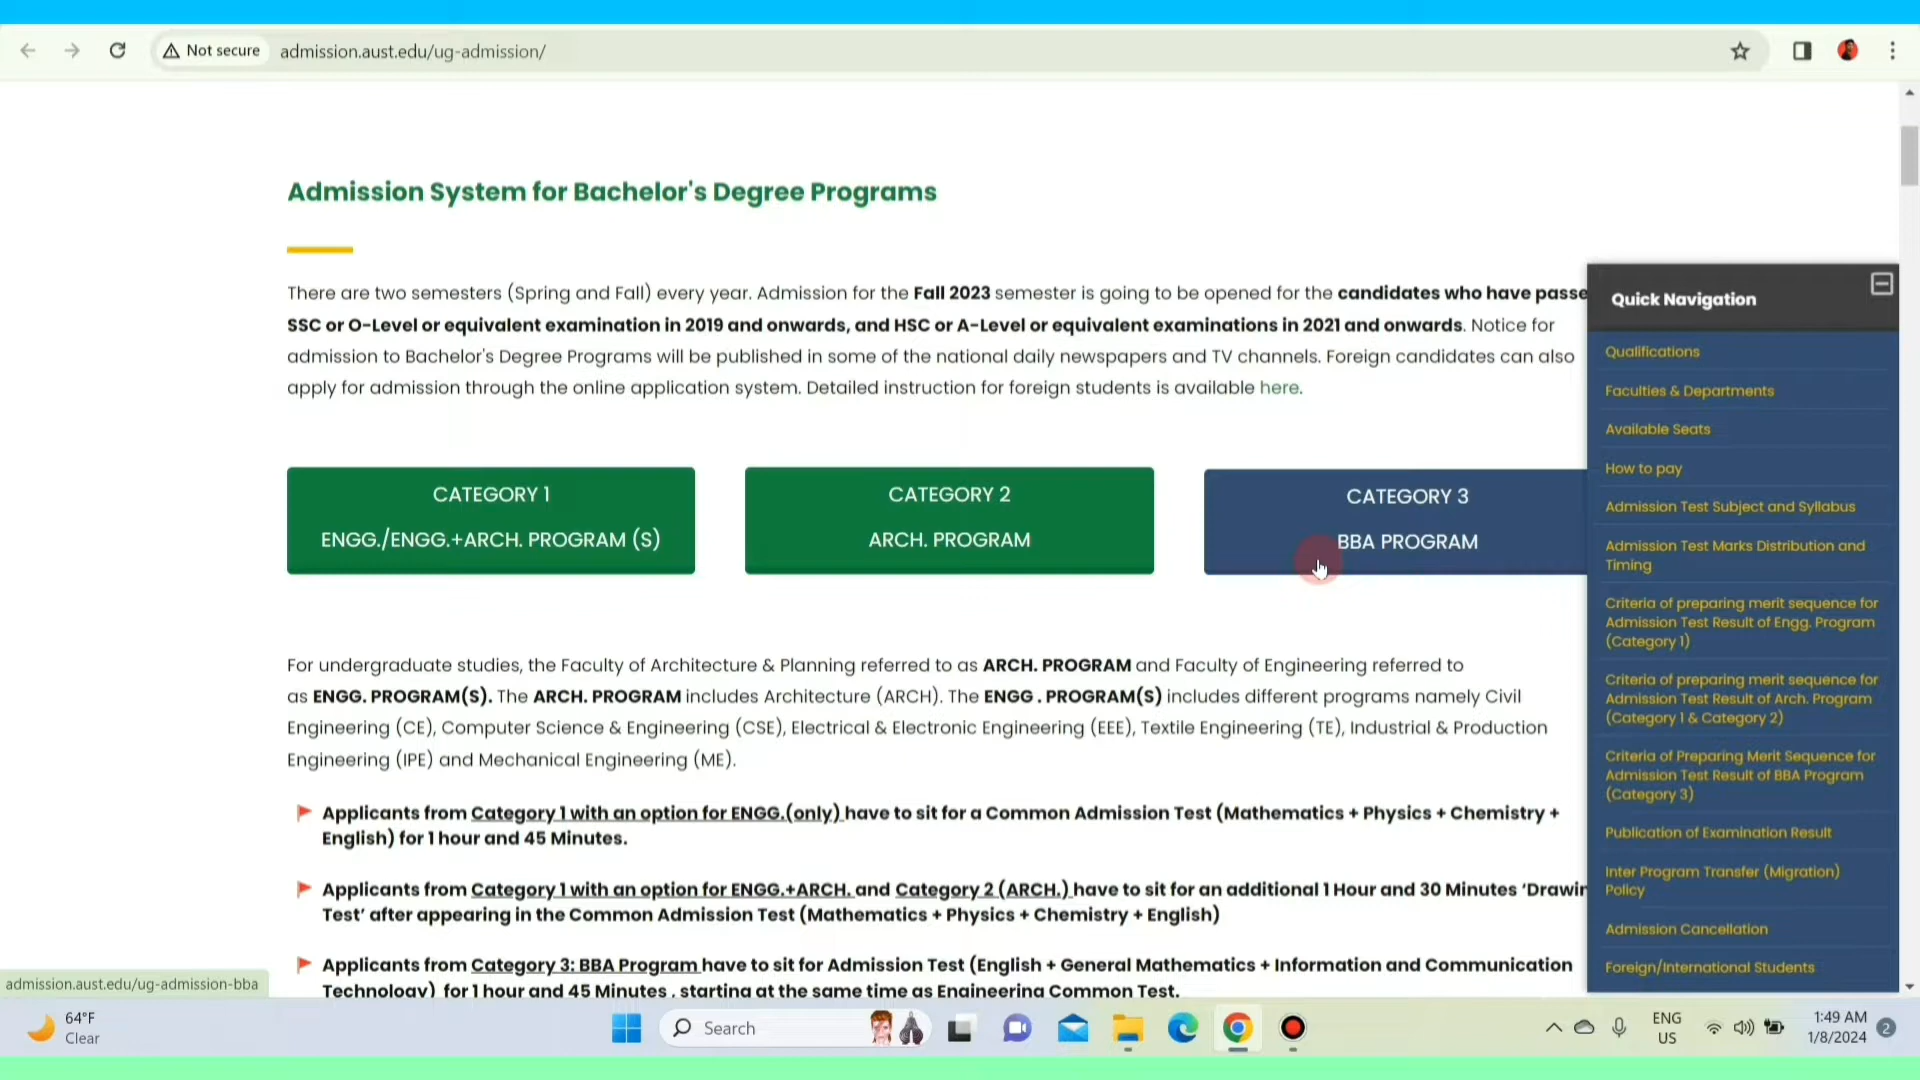 Not secure
admission.aust.edu/ug-admission/
Admission System for Bachelor's Degree Programs
There are two semesters (Spring and Fall) every year. Admission for the Fall 2023 semester is going to be opened for the candidates who have passe
SSC or O-Level or equivalent examination in 2019 and onwards, and HSC or A-Level or equivalent examinations in 2021 and onwards. Notice for
admission to Bachelor's Degree Programs will be published in some of the national daily newspapers and TV channels. Foreign candidates can also
apply for admission through the online application system. Detailed instruction for foreign students is available here.
CATEGORY 1
ENGG./ENGG.+ARCH. PROGRAM (S)
CATEGORY 2
ARCH. PROGRAM
CATEGORY 3
BBA PROGRAM
For undergraduate studies, the Faculty of Architecture & Planning referred to as ARCH. PROGRAM and Faculty of Engineering referred to
as ENGG. PROGRAM(S). The ARCH. PROGRAM includes Architecture (ARCH). The ENGG . PROGRAM(S) includes different programs namely Civil
Engineering (CE), Computer Science & Engineering (CSE), Electrical & Electronic Engineering (EEE), Textile Engineering (TE), Industrial & Production
Engineering (IPE) and Mechanical Engineering (ME).
Applicants from Category 1 with an option for ENGG.(only) have to sit for a Common Admission Test (Mathematics + Physics + Chemistry +
English) for 1 hour and 45 Minutes.
Applicants from Category 1 with an option for ENGG.+ARCH. and Category 2 (ARCH.) have to sit for an additional 1 Hour and 30 Minutes ‘Drawin
Test’ after appearing in the Common Admission Test (Mathematics + Physics + Chemistry + English)
Applicants from Category 3: BBA Program have to sit for Admission Test (English + General Mathematics + Information and Communication
Technology) for 1 hour and 45 Minutes , starting at the same time as Engineering Common Test.
Quick Navigation
Qualifications
Faculties & Departments
Available Seats
How to pay
Admission Test Subject and Syllabus
Admission Test Marks Distribution and
Timing
Criteria of preparing merit sequence for
Admission Test Result of Engg. Program
(Category 1)
Criteria of preparing merit sequence for
Admission Test Result of Arch. Program
(Category 1 & Category 2)
Criteria of Preparing Merit Sequence for
Admission Test Result of BBA Program
(Category 3)
Publication of Examination Result
Inter Program Transfer (Migration)
Policy
Admission Cancellation
Foreign/International Students
admission.aust.edu/ug-admission-bba
64°F
Clear
Search
ENG
US
1:49 AM
1/8/2024
2